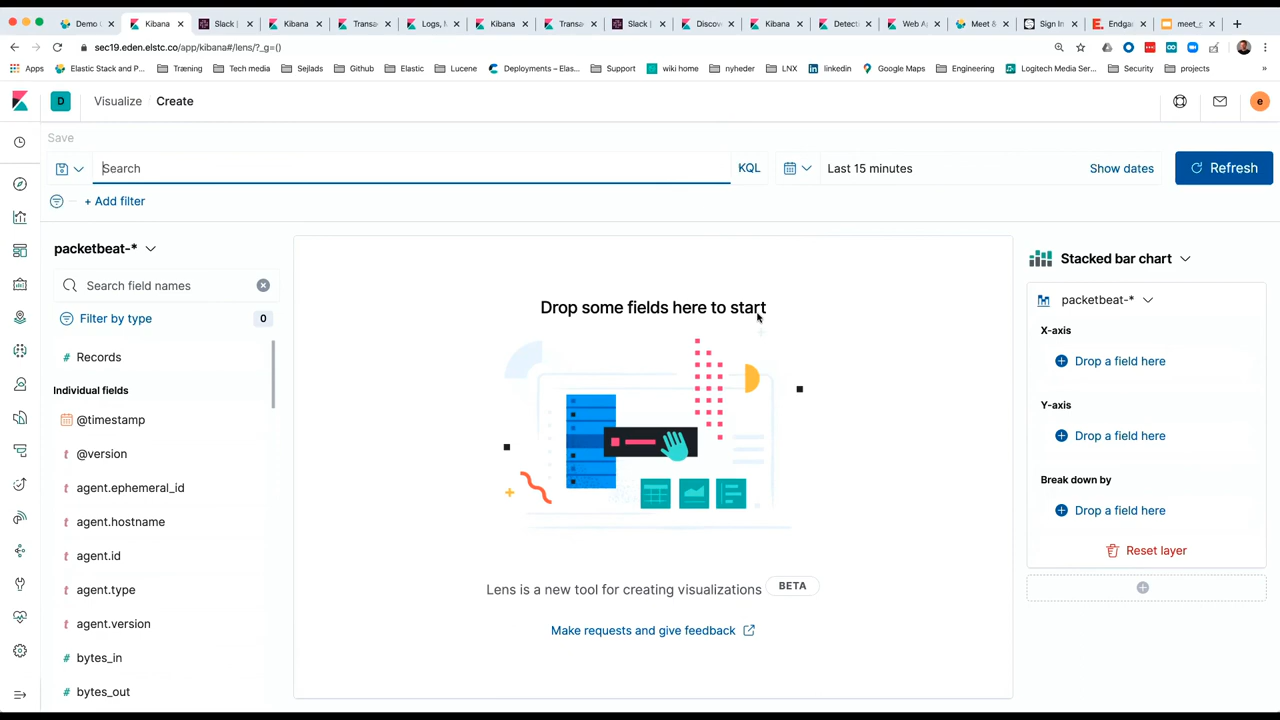 Demo Kibana Slack | Kibana Transa Logs, M Kibana Transa Slack | Discov Kibana Detecti Web Ap Meet & Sign In Endgar meet_g
sec19.eden.elstc.co/app/kibana#/lens/?_g=()
Apps Elastic Stack and P... Træning Tech media Sejlads Github Elastic Lucene Deployments – Elas... Support wiki home nyheder LNX linkedin Google Maps Engineering Logitech Media Ser... Security projects »
D Visualize Create e
Save
Search KQL Last 15 minutes Show dates Refresh
+ Add filter
packetbeat-*
Search field names
Filter by type 0
# Records
Individual fields
@timestamp
t @version
t agent.ephemeral_id
t agent.hostname
t agent.id
t agent.type
t agent.version
# bytes_in
# bytes_out
Drop some fields here to start
Lens is a new tool for creating visualizations BETA
Make requests and give feedback
Stacked bar chart
packetbeat-*
X-axis
Drop a field here
Y-axis
Drop a field here
Break down by
Drop a field here
Reset layer